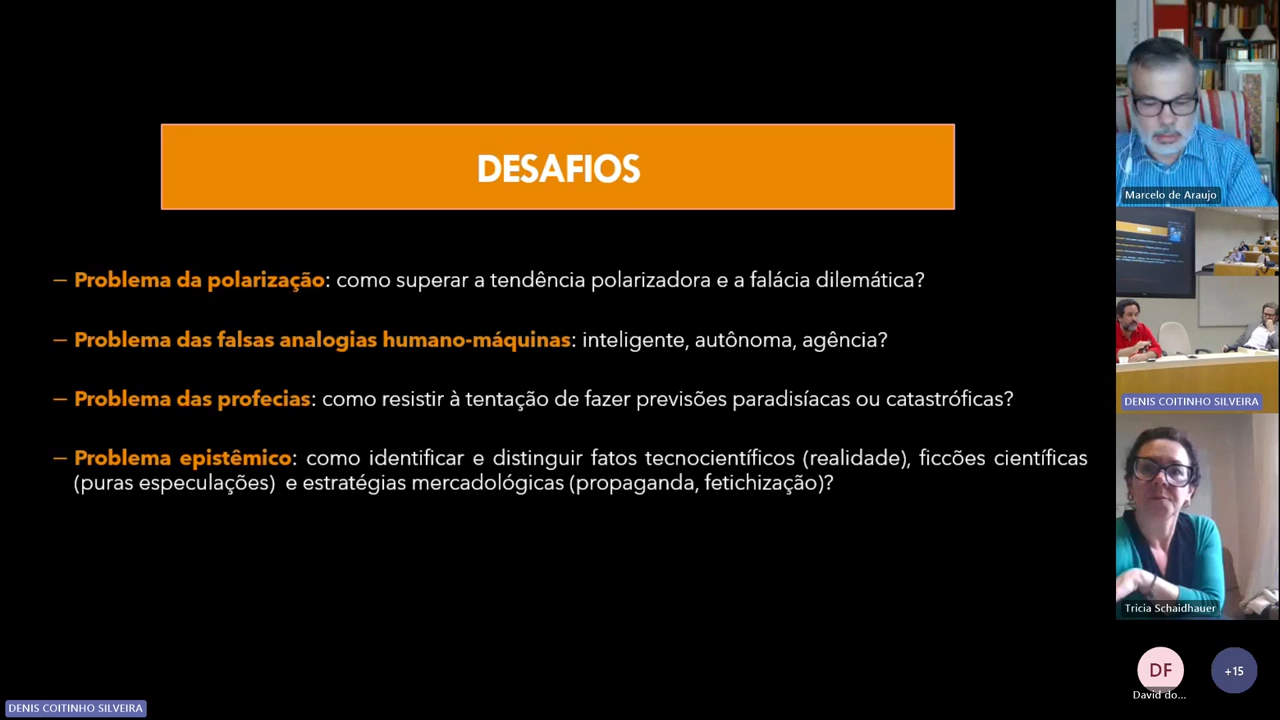 DESAFIOS
– Problema da polarização: como superar a tendência polarizadora e a falácia dilemática?
– Problema das falsas analogias humano-máquinas: inteligente, autônoma, agência?
– Problema das profecias: como resistir à tentação de fazer previsões paradisíacas ou catastróficas?
– Problema epistêmico: como identificar e distinguir fatos tecnocientíficos (realidade), ficcões científicas
(puras especulações) e estratégias mercadológicas (propaganda, fetichização)?
DENIS COITINHO SILVEIRA
Marcelo de Araujo
DENIS COITINHO SILVEIRA
Tricia Schaidhauer
DF
David do...
+15